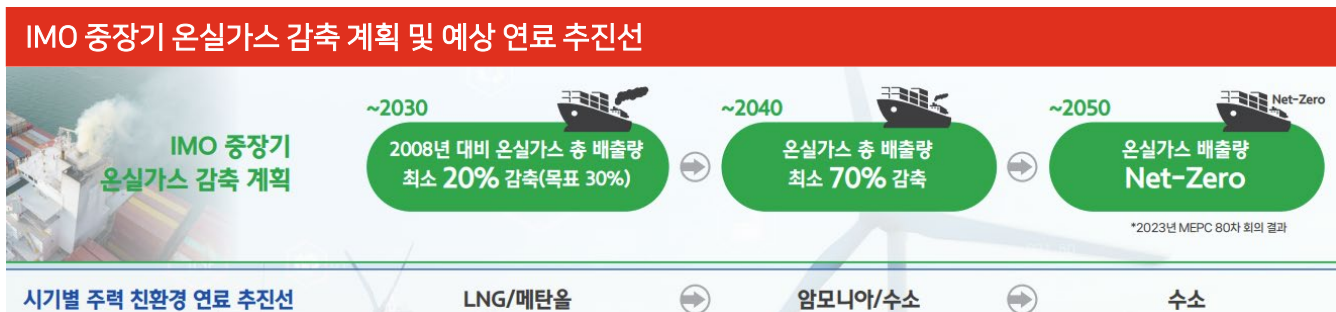 IMO 중장기 온실가스 감축 계획 및 예상 연료 추진선
IMO 중장기
온실가스 감축 계획
~2030
2008년 대비 온실가스 총 배출량
최소 20% 감축(목표 30%)
~2040
온실가스 총 배출량
최소 70% 감축
~2050
Net-Zero
온실가스 배출량
Net-Zero
*2023년 MEPC 80차 회의 결과
시기별 주력 친환경 연료 추진선
LNG/메탄올
암모니아/수소
수소